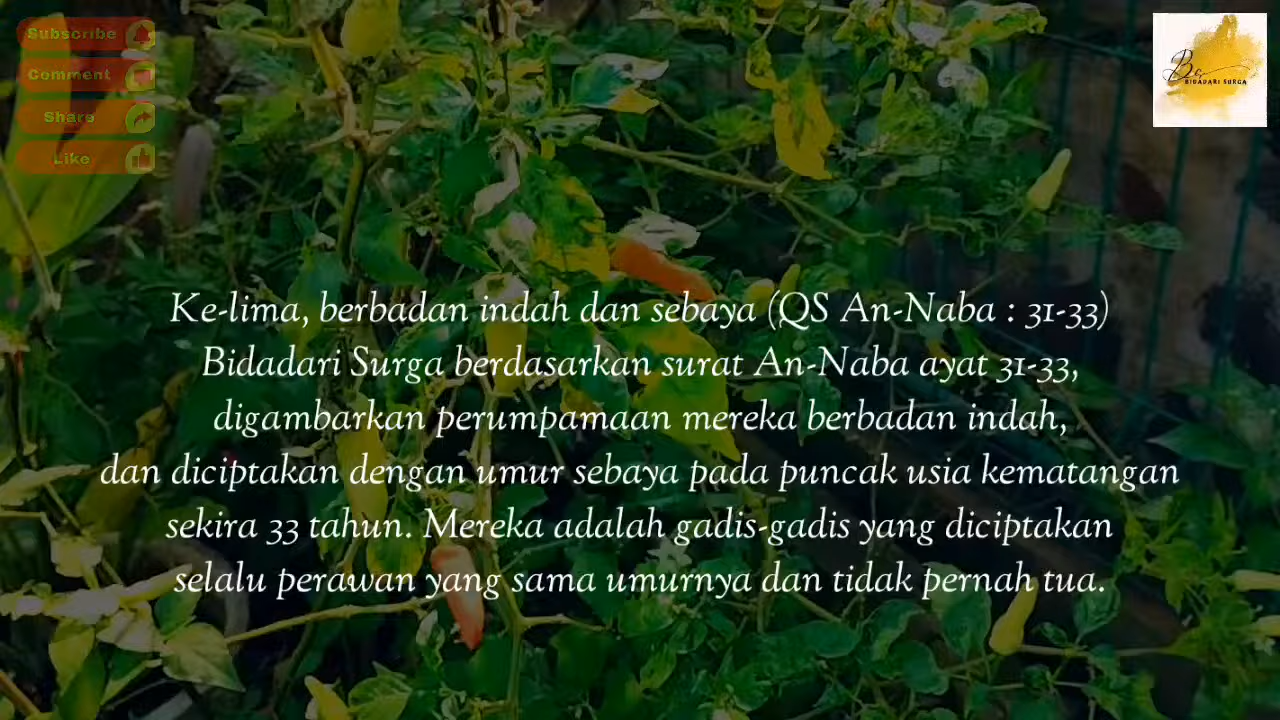 Subscribe
Comment
Share
Like
BIDADARI SURGA
Ke-lima, berbadan indah dan sebaya (QS An-Naba : 31-33)
Bidadari Surga berdasarkan surat An-Naba ayat 31-33,
digambarkan perumpamaan mereka berbadan indah,
dan diciptakan dengan umur sebaya pada puncak usia kematangan
sekira 33 tahun. Mereka adalah gadis-gadis yang diciptakan
selalu perawan yang sama umurnya dan tidak pernah tua.